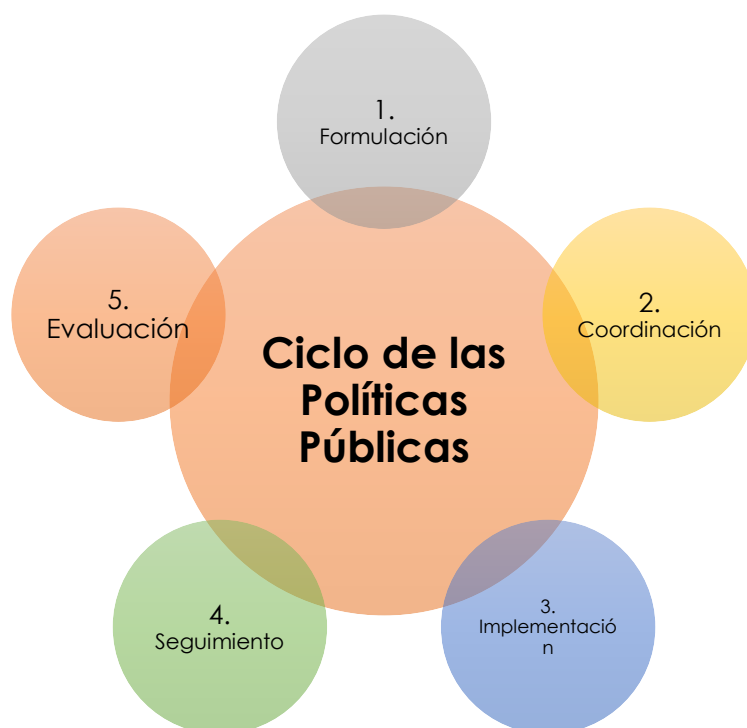 1.
Formulación
2.
Coordinación
3.
Implementació
n
4.
Seguimiento
5.
Evaluación
Ciclo de las
Políticas
Públicas